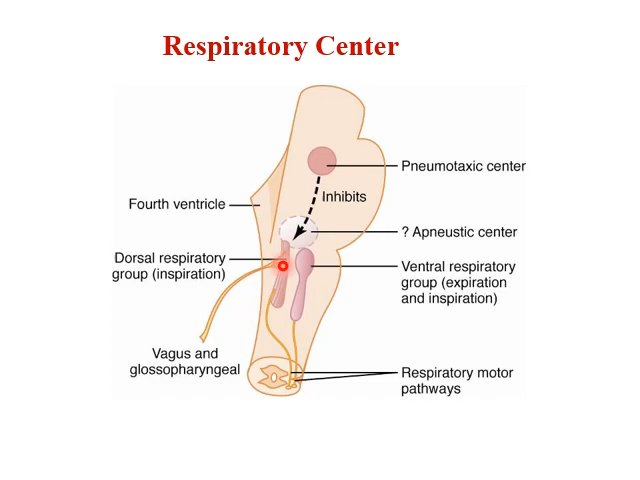 Respiratory Center
Pneumotaxic center
Inhibits
Fourth ventricle
? Apneustic center
Dorsal respiratory
group (inspiration)
Ventral respiratory
group (expiration
and inspiration)
Vagus and
glossopharyngeal
Respiratory motor
pathways